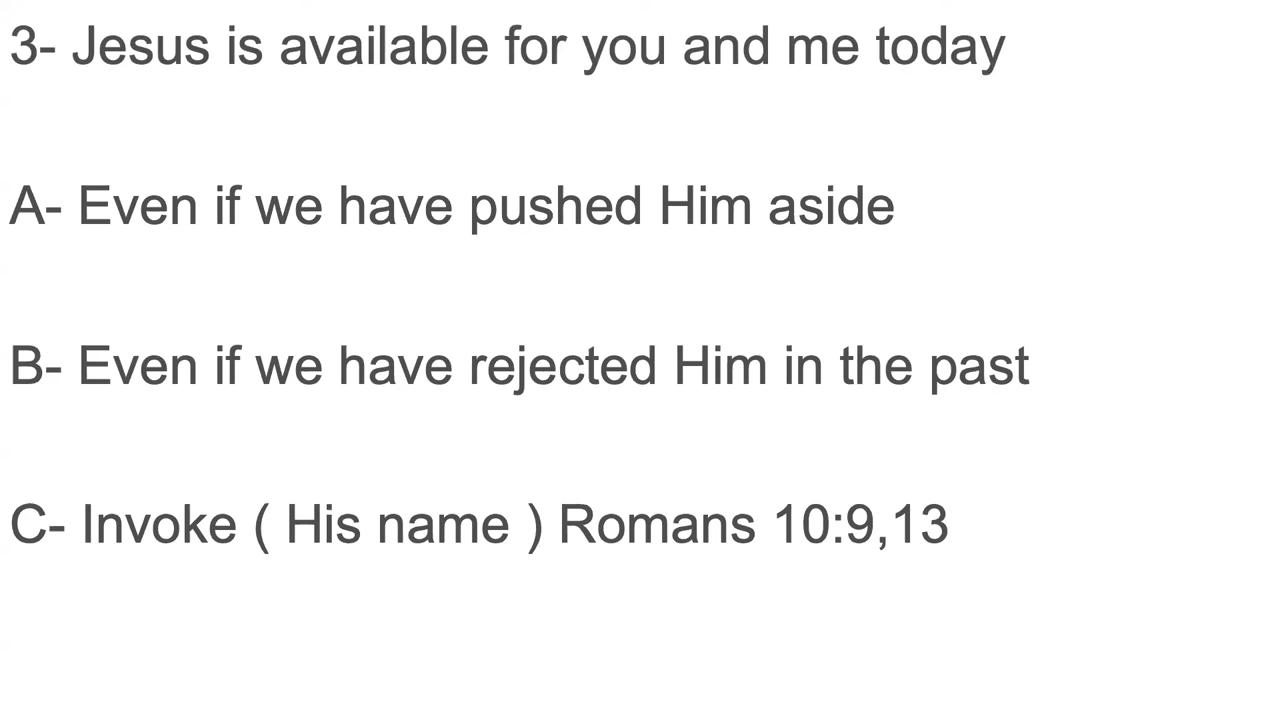 3- Jesus is available for you and me today
A- Even if we have pushed Him aside
B- Even if we have rejected Him in the past
C- Invoke ( His name ) Romans 10:9,13